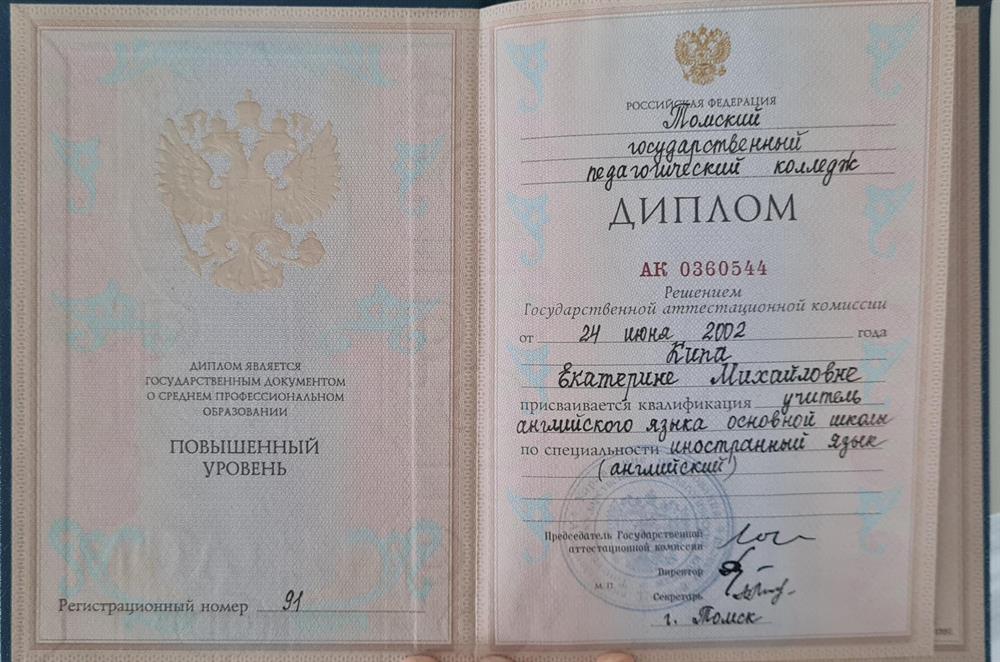 ДИПЛОМ ЯВЛЯЕТСЯ
ГОСУДАРСТВЕННЫМ ДОКУМЕНТОМ
О СРЕДНЕМ ПРОФЕССИОНАЛЬНОМ
ОБРАЗОВАНИИ
ПОВЫШЕННЫЙ
УРОВЕНЬ
Регистрационный номер 91
РОССИЙСКАЯ ФЕДЕРАЦИЯ
Томский
государственный
педагогический колледж
ДИПЛОМ
АК 0360544
Решением
Государственной аттестационной комиссии
от 24 июня 2002 года
Кипа
Екатерине Михайловне
присваивается квалификация учитель
английского языка основной школы
по специальности иностранный язык
(английский)
Председатель Государственной
аттестационной комиссии
Директор
М. П.
Секретарь
г. Томск